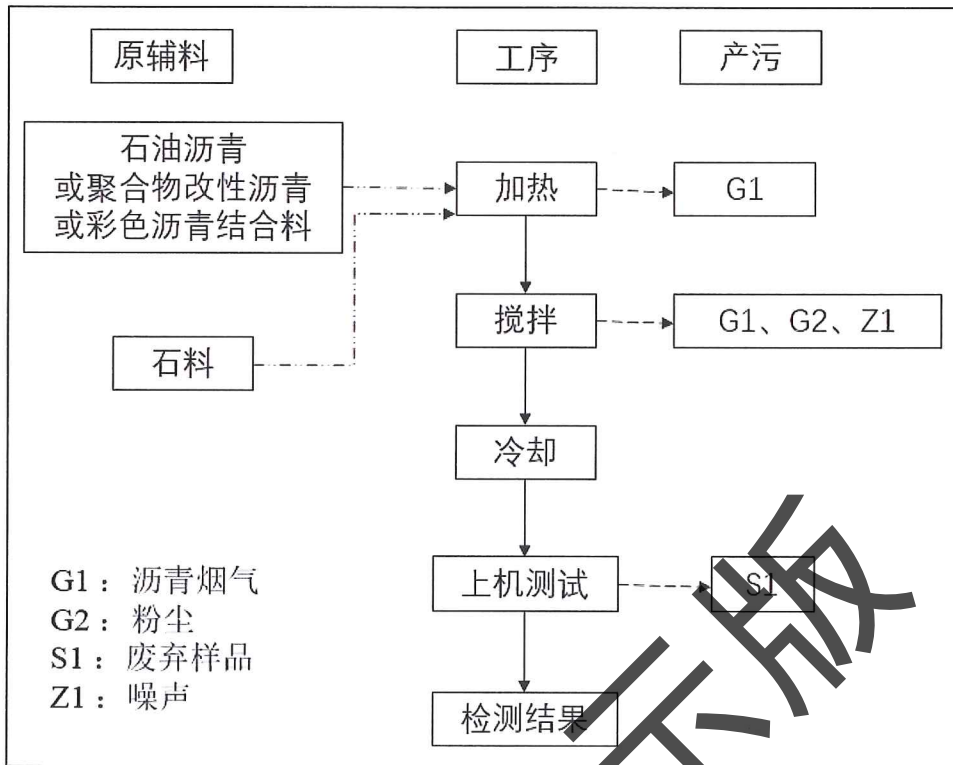 原辅料
工序
产污
石油沥青
或聚合物改性沥青
或彩色沥青结合料
加热
G1
搅拌
G1、G2、Z1
石料
冷却
上机测试
S1
G1：沥青烟气
G2：粉尘
S1：废弃样品
Z1：噪声
检测结果
示版